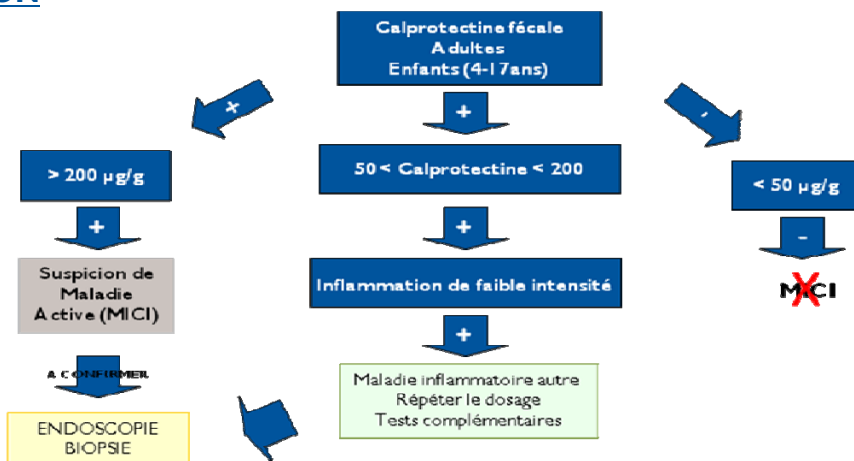 Calprotectine fécale
Adultes
Enfants (4-17ans)
+
+
-
> 200 µg/g
50 < Calprotectine < 200
< 50 µg/g
+
+
-
Suspicion de
Maladie
Active (MICI)
Inflammation de faible intensité
MICI
+
A CONFIRMER
Maladie inflammatoire autre
Répéter le dosage
Tests complémentaires
ENDOSCOPIE
BIOPSIE